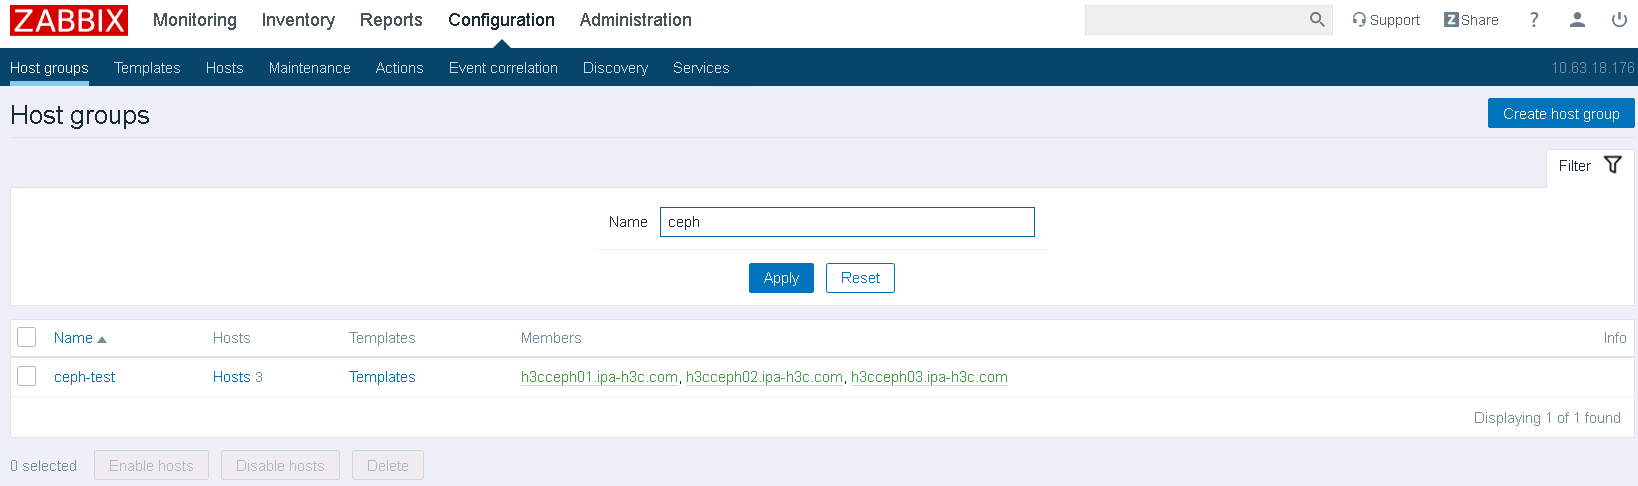 ZABBIX Monitoring Inventory Reports Configuration Administration Support Z Share ?
Host groups Templates Hosts Maintenance Actions Event correlation Discovery Services 10.63.18.176
Host groups Create host group
Filter
Name ceph
Apply Reset
Name Hosts Templates Members Info
ceph-test Hosts 3 Templates h3cceph01.ipa-h3c.com, h3cceph02.ipa-h3c.com, h3cceph03.ipa-h3c.com
Displaying 1 of 1 found
0 selected Enable hosts Disable hosts Delete